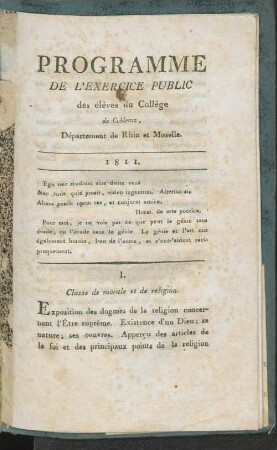 PROGRAMME
DE L'EXERCICE PUBLIC
des élèves du Collège
de Coblence,
Département de Rhin et Moselle.
1811.
Ego nec studium sine divite vena
Nec rude quid prosit, video ingenium. Alterius sic
Altera poscit opem res, et conjurat amice.
Horat. de arte poetica.
Pour moi, je ne vois pas ce que peut le génie sans
étude, ou l'étude sans le génie. Le génie et l'art ont
également besoin, l'un de l'autre, et s'entr'aident réci-
proquement.
I.
Classe de morale et de religion.
Exposition des dogmes de la religion concer-
nant l'Être suprême. Existence d'un Dieu; sa
nature; ses oeuvres. Apperçu des articles de
la foi et des principaux points de la religion